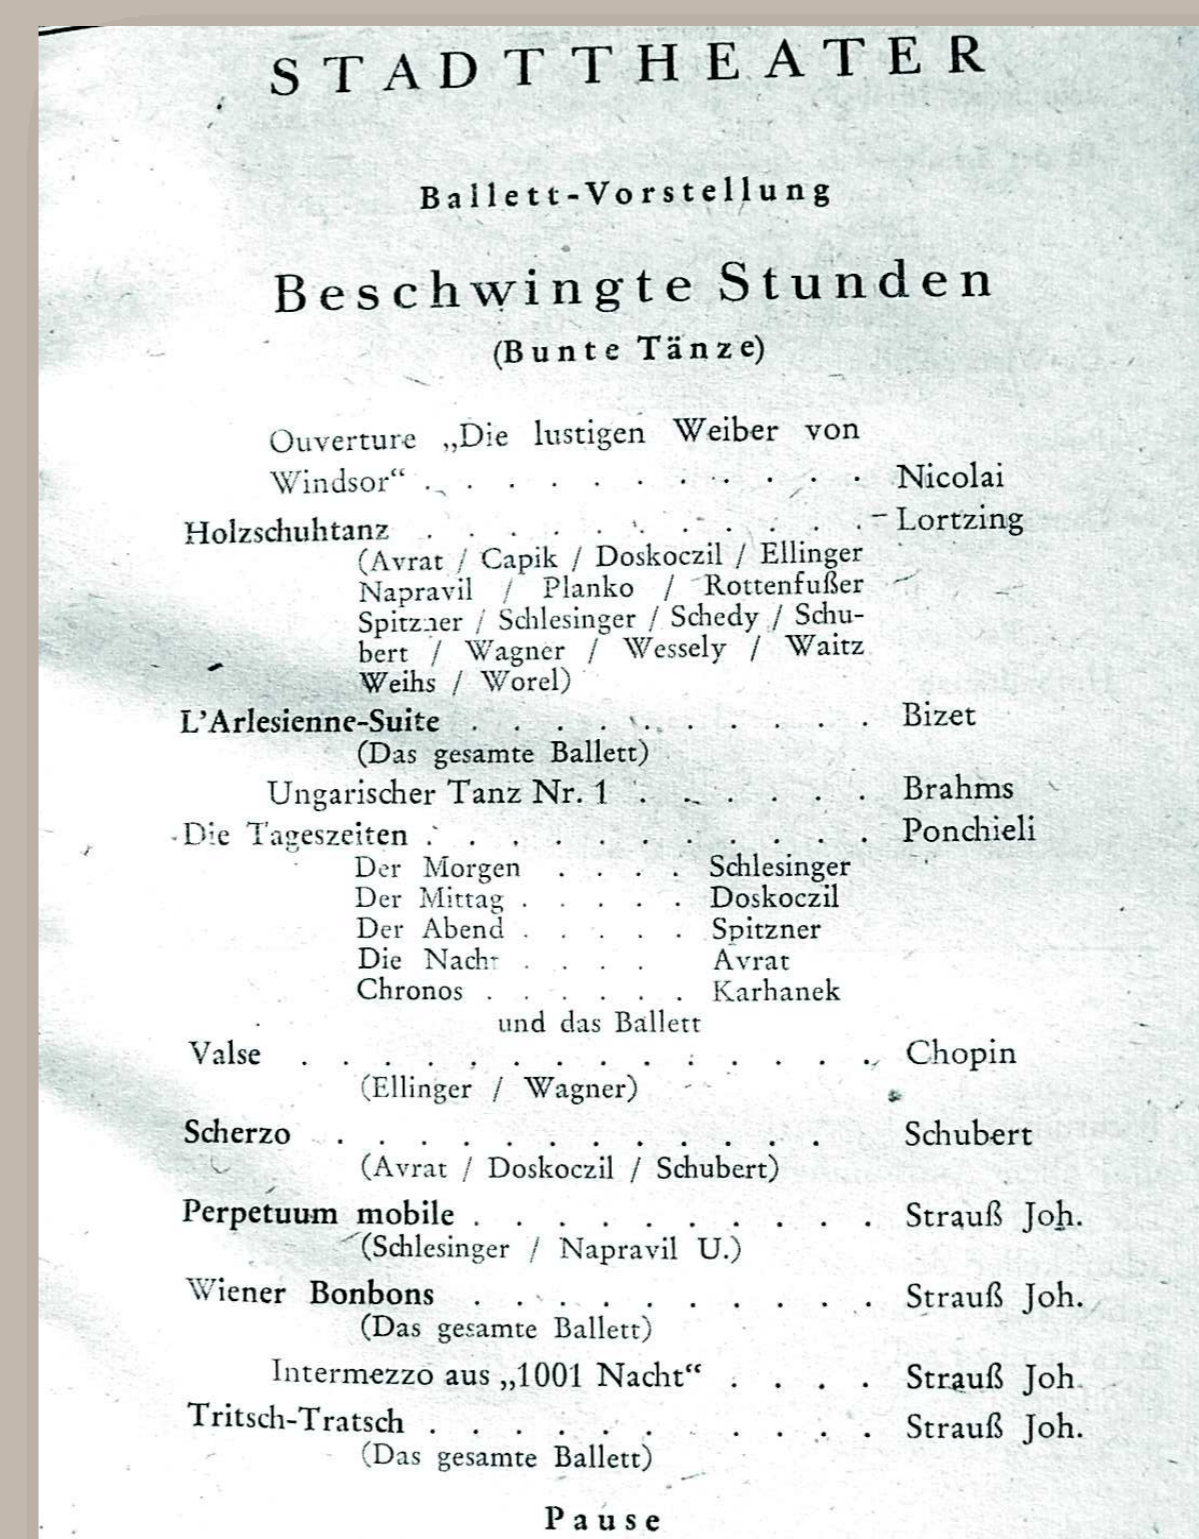 STADTTHEATER
Ballett-Vorstellung
Beschwingte Stunden
(Bunte Tänze)
Ouverture „Die lustigen Weiber von
Windsor“ . . . . . . . . . . . Nicolai
Holzschuhtanz . . . . . . . . . . . Lortzing
(Avrat / Capik / Doskoczil / Ellinger
Napravil / Planko / Rottenfußer
Spitzner / Schlesinger / Schedy / Schu-
bert / Wagner / Wessely / Waitz
Weihs / Worel)
L'Arlesienne-Suite . . . . . . . . . . Bizet
(Das gesamte Ballett)
Ungarischer Tanz Nr. 1 . . . . . . Brahms
Die Tageszeiten . . . . . . . . . . . Ponchieli
Der Morgen . . . . Schlesinger
Der Mittag . . . . . Doskoczil
Der Abend . . . . . Spitzner
Die Nacht . . . . Avrat
Chronos . . . . . . Karhanek
und das Ballett
Valse . . . . . . . . . . . . . . Chopin
(Ellinger / Wagner)
Scherzo . . . . . . . . . . . . Schubert
(Avrat / Doskoczil / Schubert)
Perpetuum mobile . . . . . . . . . . Strauß Joh.
(Schlesinger / Napravil U.)
Wiener Bonbons . . . . . . . . . . Strauß Joh.
(Das gesamte Ballett)
Intermezzo aus „1001 Nacht“ . . . . Strauß Joh.
Tritsch-Tratsch . . . . . . . . . . . Strauß Joh.
(Das gesamte Ballett)
Pause